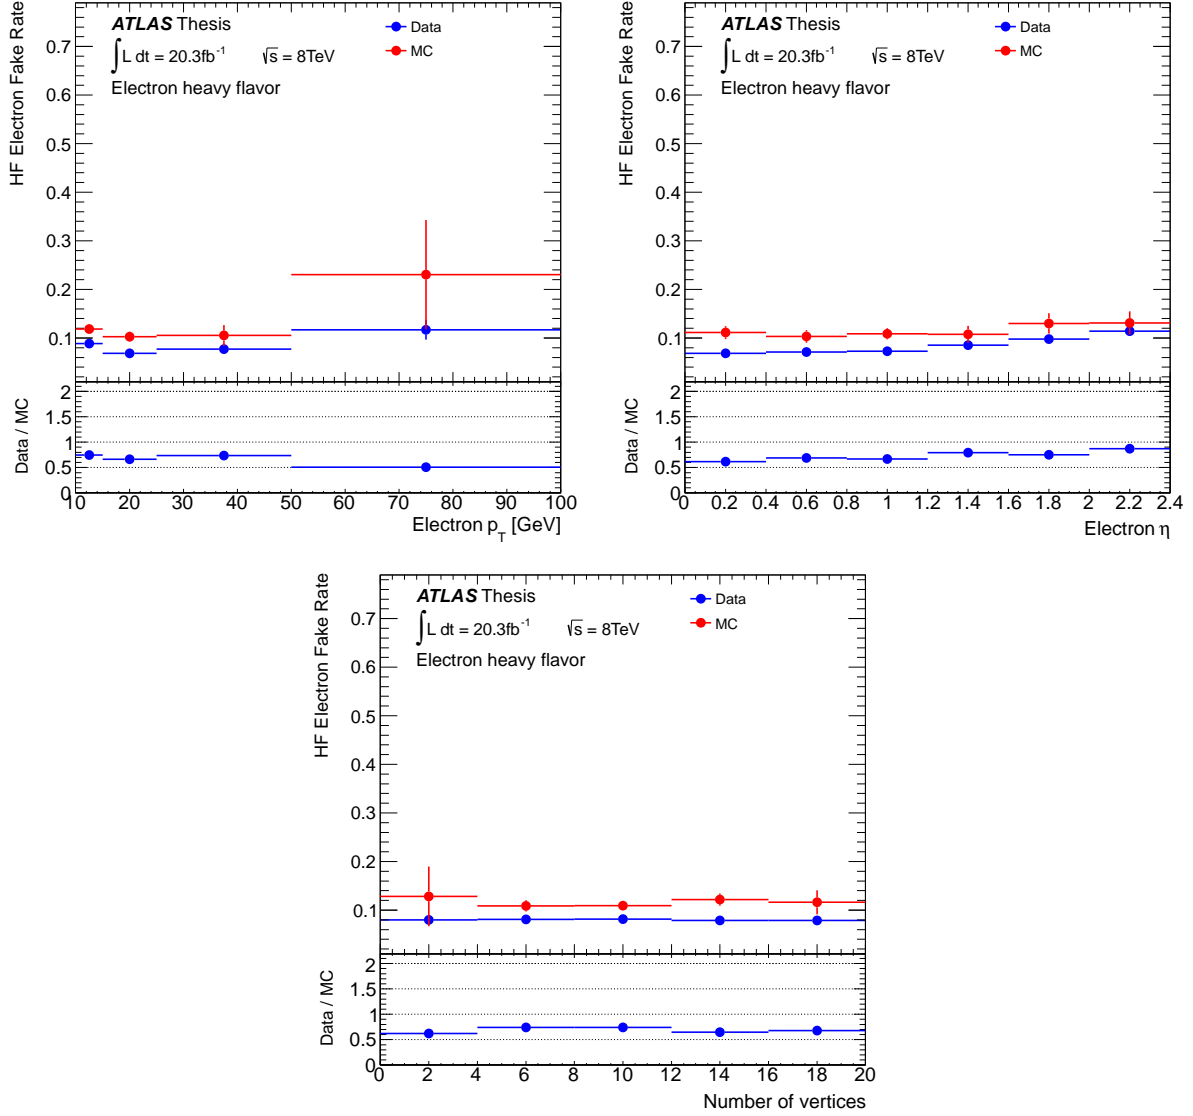 HF Electron Fake Rate
0.7
0.6
0.5
0.4
0.3
0.2
0.1
ATLAS Thesis
∫ L dt = 20.3fb⁻¹ √s = 8TeV
Electron heavy flavor
Data
MC
Data / MC
2
1.5
1
0.5
0
10 20 30 40 50 60 70 80 90 100
Electron p_T [GeV]
HF Electron Fake Rate
0.7
0.6
0.5
0.4
0.3
0.2
0.1
ATLAS Thesis
∫ L dt = 20.3fb⁻¹ √s = 8TeV
Electron heavy flavor
Data
MC
Data / MC
2
1.5
1
0.5
0
0 0.2 0.4 0.6 0.8 1 1.2 1.4 1.6 1.8 2 2.2 2.4
Electron η
HF Electron Fake Rate
0.7
0.6
0.5
0.4
0.3
0.2
0.1
ATLAS Thesis
∫ L dt = 20.3fb⁻¹ √s = 8TeV
Electron heavy flavor
Data
MC
Data / MC
2
1.5
1
0.5
0
0 2 4 6 8 10 12 14 16 18 20
Number of vertices